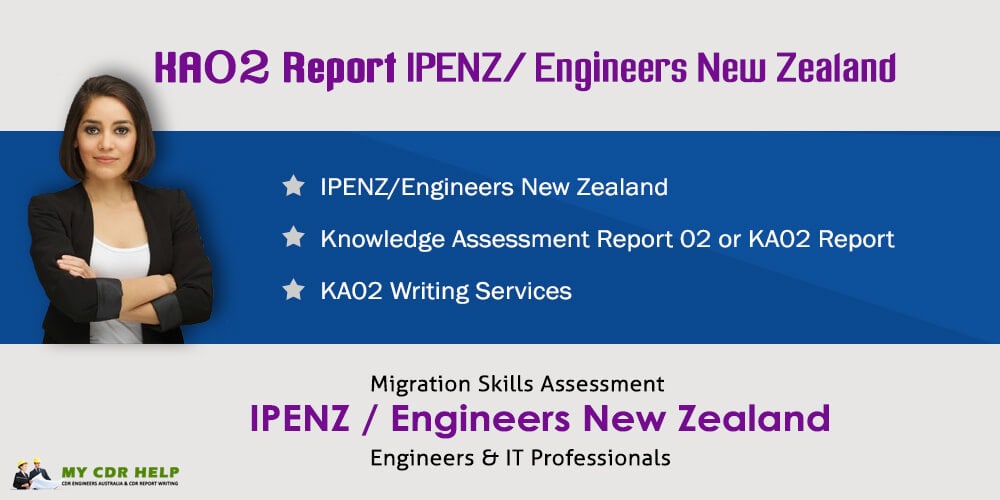 KA02 Report IPENZ/ Engineers New Zealand
IPENZ/Engineers New Zealand
Knowledge Assessment Report 02 or KA02 Report
KA02 Writing Services
Migration Skills Assessment
IPENZ / Engineers New Zealand
Engineers & IT Professionals
MY CDR HELP
CDR ENGINEERS AUSTRALIA & CDR REPORT WRITING